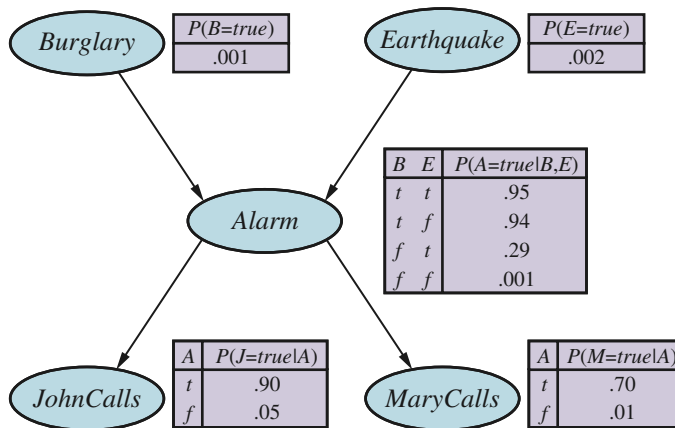 Burglary
P(B=true)
.001
Earthquake
P(E=true)
.002
B E P(A=true|B,E)
t t .95
t f .94
f t .29
f f .001
Alarm
JohnCalls
A P(J=true|A)
t .90
f .05
MaryCalls
A P(M=true|A)
t .70
f .01